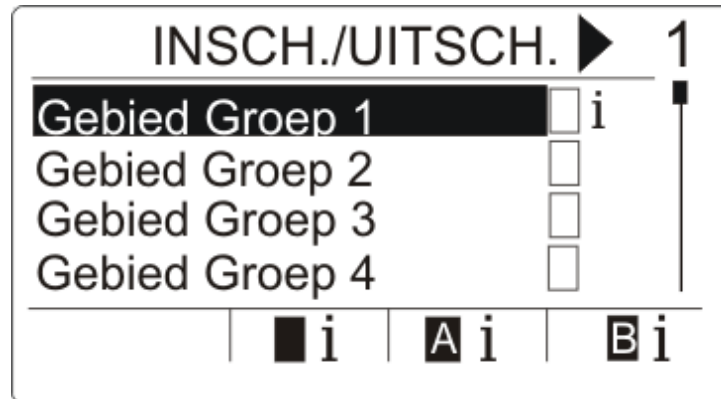 INSCH./UITSCH. ▶ 1
Gebied Groep 1 i
Gebied Groep 2
Gebied Groep 3
Gebied Groep 4
i A i B i